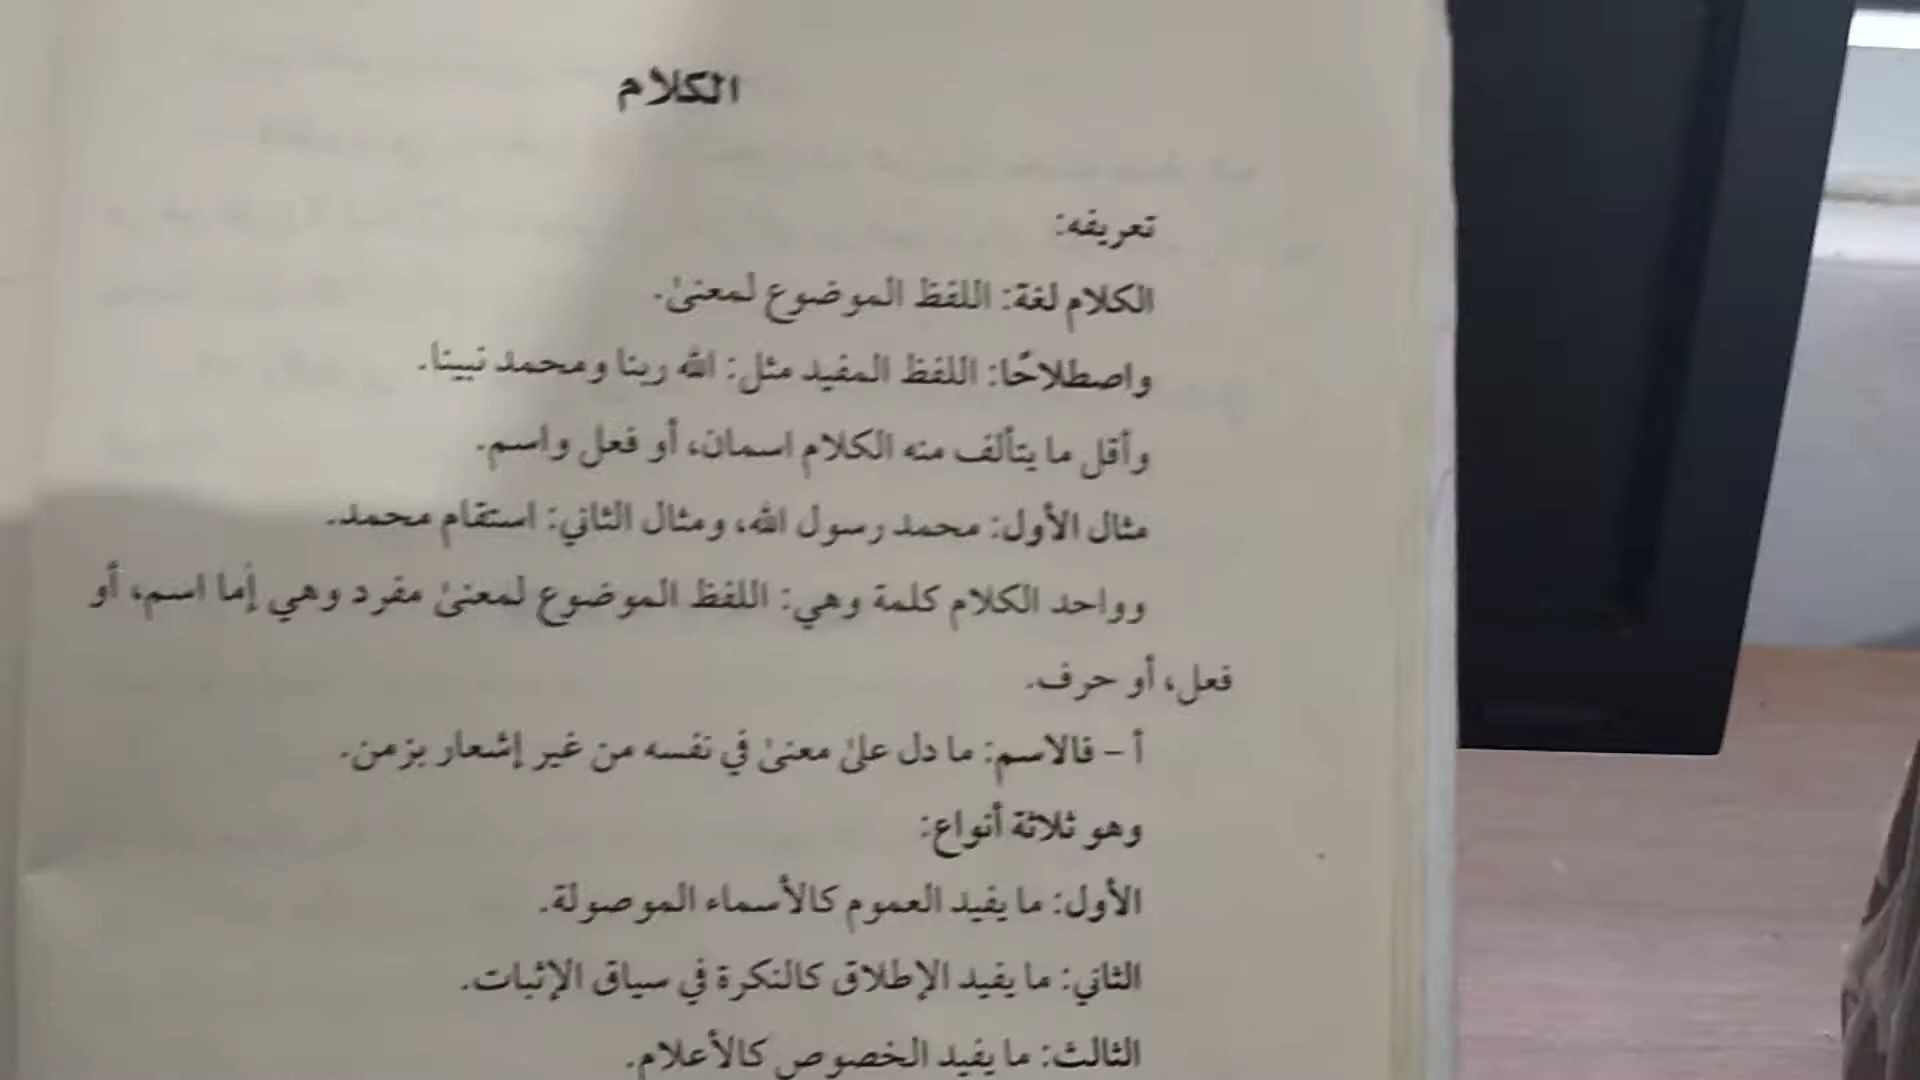 الكلام
تعريفه:
الكلام لغة: اللفظ الموضوع لمعنىٰ.
واصطلاحًا: اللفظ المفيد مثل: الله ربنا ومحمد نبينا.
وأقل ما يتألف منه الكلام اسمان، أو فعل واسم.
مثال الأول: محمد رسول الله، ومثال الثاني: استقام محمد.
وواحد الكلام كلمة وهي: اللفظ الموضوع لمعنىٰ مفرد وهي إما اسم، أو
فعل، أو حرف.
أ – فالاسم: ما دل علىٰ معنىٰ في نفسه من غير إشعار بزمن.
وهو ثلاثة أنواع:
الأول: ما يفيد العموم كالأسماء الموصولة.
الثاني: ما يفيد الإطلاق كالنكرة في سياق الإثبات.
الثالث: ما يفيد الخصوص كالأعلام.